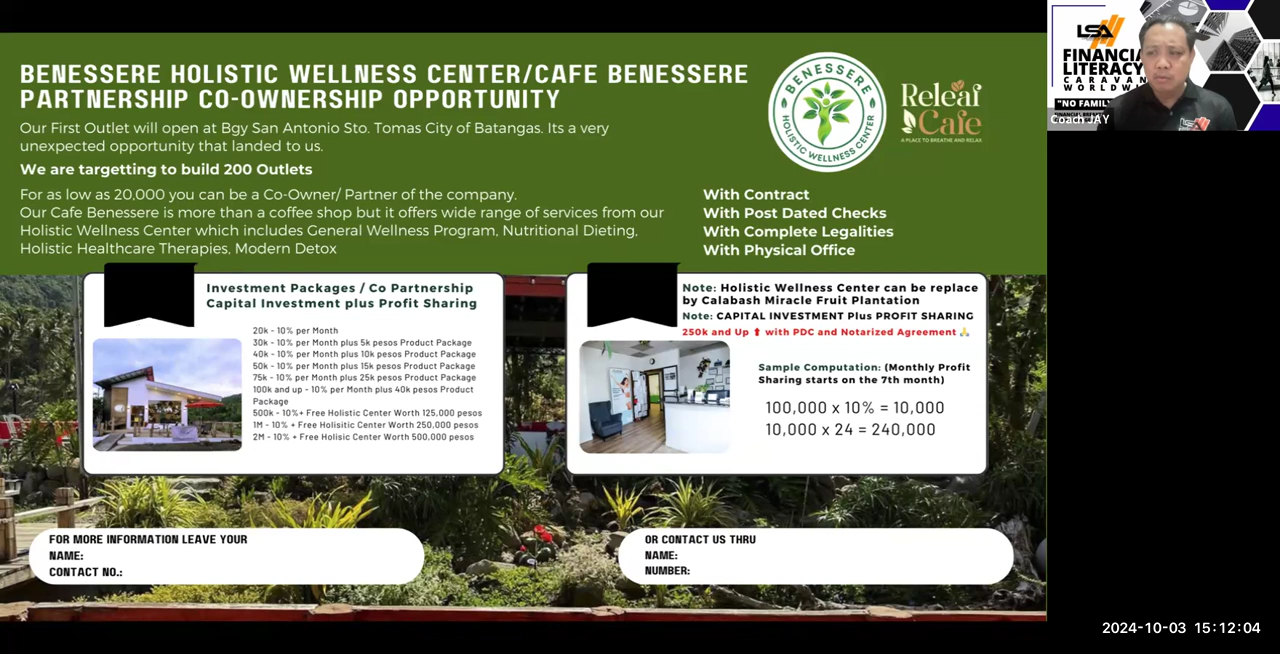 BENESSERE HOLISTIC WELLNESS CENTER/CAFE BENESSERE
PARTNERSHIP CO-OWNERSHIP OPPORTUNITY
Our First Outlet will open at Bgy San Antonio Sto. Tomas City of Batangas. Its a very
unexpected opportunity that landed to us.
We are targetting to build 200 Outlets
For as low as 20,000 you can be a Co-Owner/ Partner of the company.
Our Cafe Benessere is more than a coffee shop but it offers wide range of services from our
Holistic Wellness Center which includes General Wellness Program, Nutritional Dieting,
Holistic Healthcare Therapies, Modern Detox
BENESSERE
HOLISTIC WELLNESS CENTER
Releaf
Cafe
A PLACE TO BREATHE AND RELAX
With Contract
With Post Dated Checks
With Complete Legalities
With Physical Office
Investment Packages / Co Partnership
Capital Investment plus Profit Sharing
20k - 10% per Month
30k - 10% per Month plus 5k pesos Product Package
40k - 10% per Month plus 10k pesos Product Package
50k - 10% per Month plus 15k pesos Product Package
75k - 10% per Month plus 25k pesos Product Package
100k and up - 10% per Month plus 40k pesos Product
Package
500k - 10%+ Free Holistic Center Worth 125,000 pesos
1M - 10% + Free Holisitic Center Worth 250,000 pesos
2M - 10% + Free Holisic Center Worth 500,000 pesos
Note: Holistic Wellness Center can be replace
by Calabash Miracle Fruit Plantation
Note: CAPITAL INVESTMENT Plus PROFIT SHARING
250k and Up ⬆ with PDC and Notarized Agreement 🙏
Sample Computation: (Monthly Profit
Sharing starts on the 7th month)
100,000 x 10% = 10,000
10,000 x 24 = 240,000
FOR MORE INFORMATION LEAVE YOUR
NAME:
CONTACT NO.:
OR CONTACT US THRU
NAME:
NUMBER:
LSA
FINANCIA
LITERACY
CARAVAN
WORLDW
"NO FAMILY
Coach JAY
LSA
2024-10-03 15:12:04